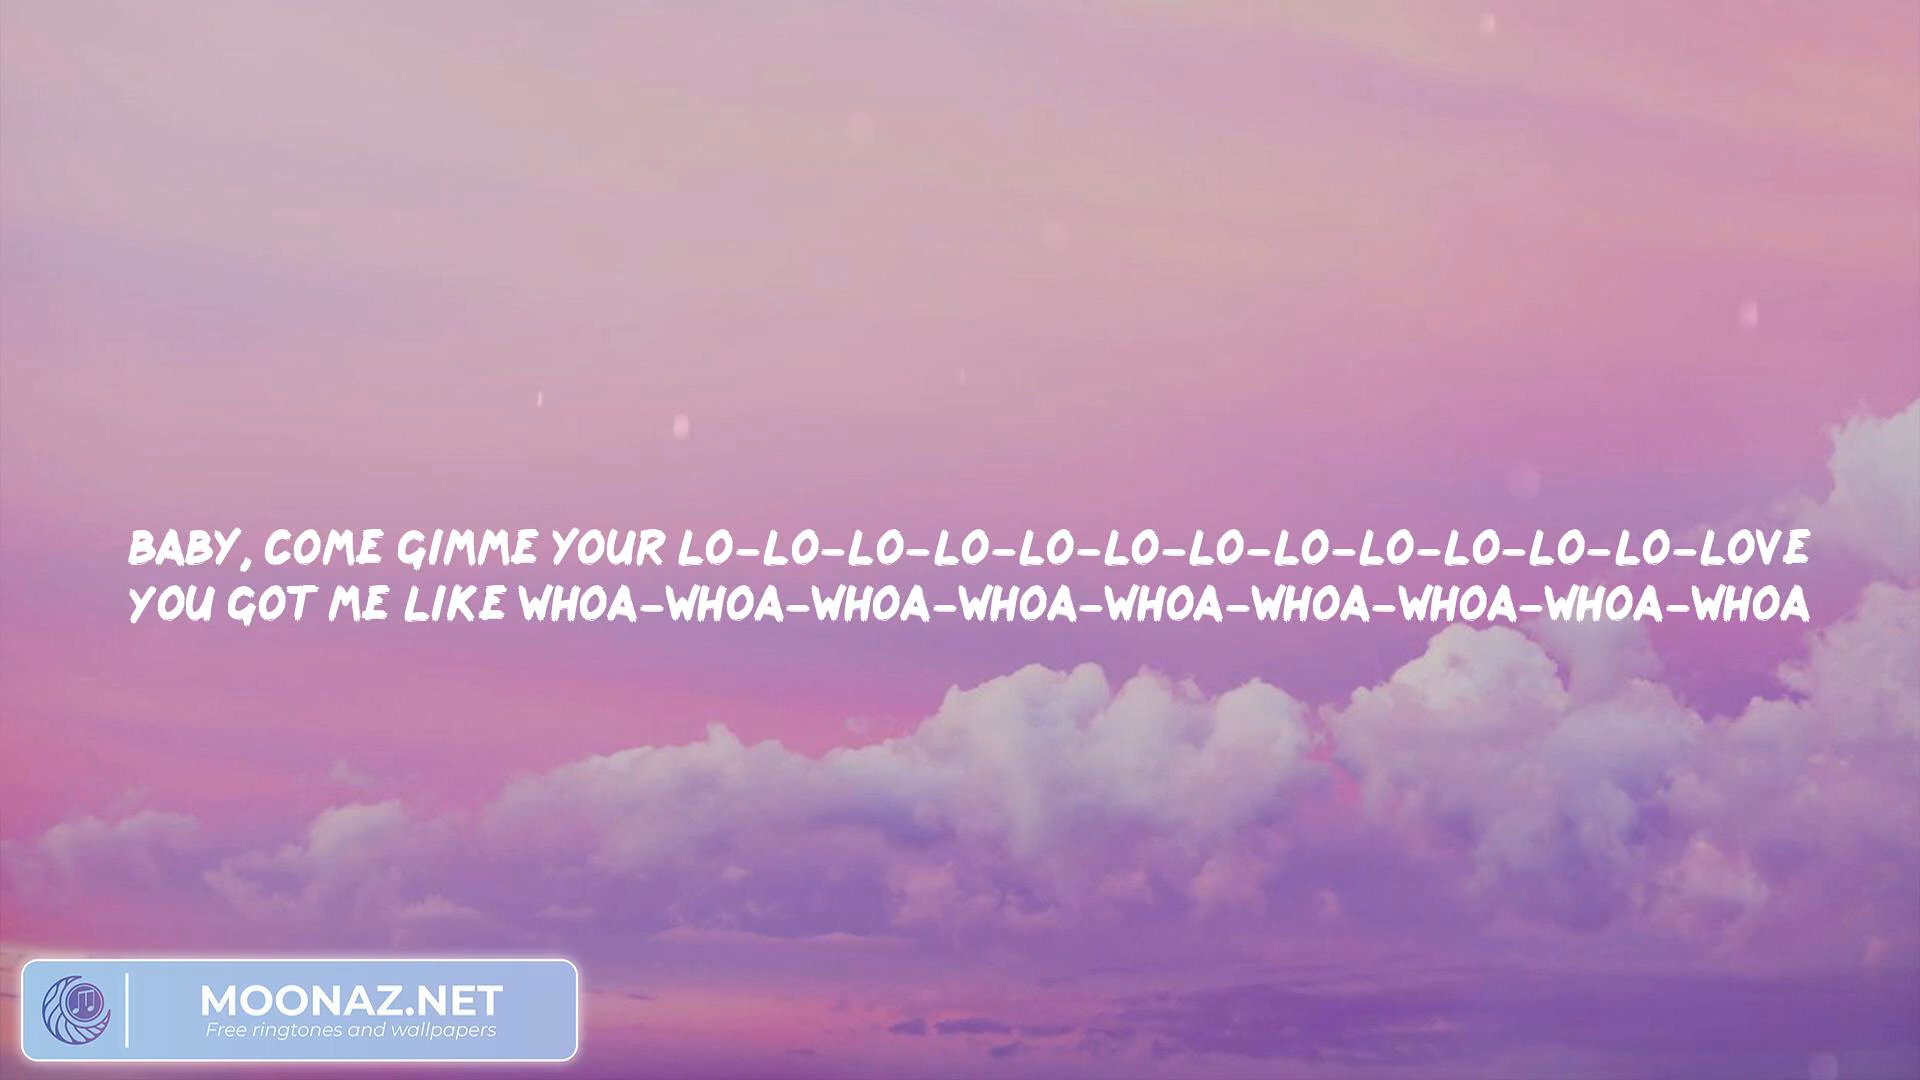 BABY, COME GIMME YOUR LO-LO-LO-LO-LO-LO-LO-LO-LO-LO-LO-LO-LOVE
YOU GOT ME LIKE WHOA-WHOA-WHOA-WHOA-WHOA-WHOA-WHOA-WHOA-WHOA
MOONAZ.NET
Free ringtones and wallpapers